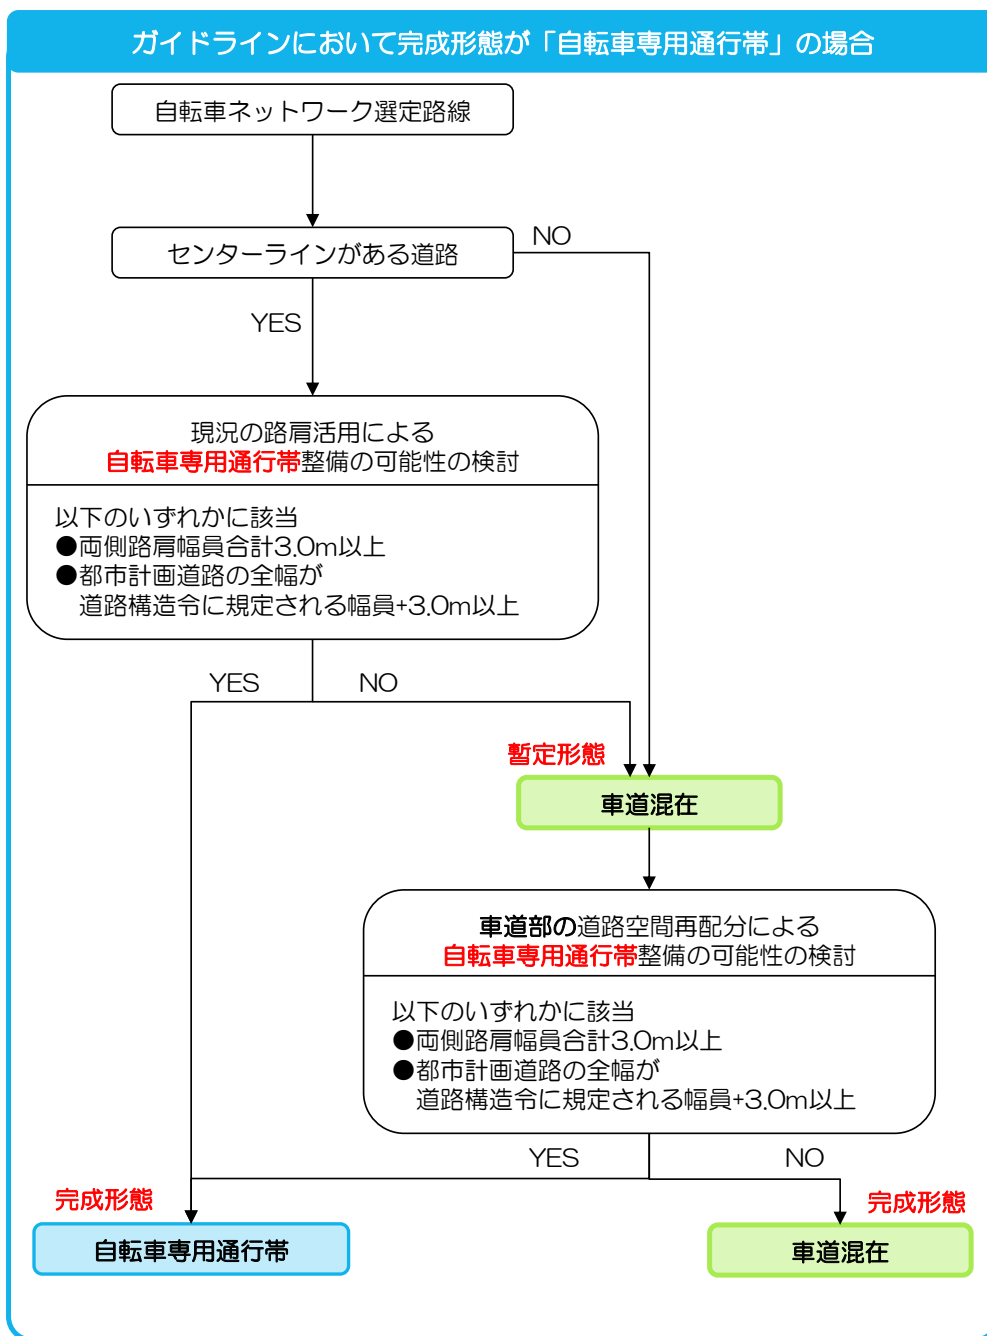 ガイドラインにおいて完成形態が「自転車専用通行帯」の場合
自転車ネットワーク選定路線
センターラインがある道路
NO
YES
現況の路肩活用による
自転車専用通行帯整備の可能性の検討
以下のいずれかに該当
●両側路肩幅員合計3.0m以上
●都市計画道路の全幅が
道路構造令に規定される幅員+3.0m以上
YES
NO
暫定形態
車道混在
車道部の道路空間再配分による
自転車専用通行帯整備の可能性の検討
以下のいずれかに該当
●両側路肩幅員合計3.0m以上
●都市計画道路の全幅が
道路構造令に規定される幅員+3.0m以上
YES
NO
完成形態
自転車専用通行帯
完成形態
車道混在